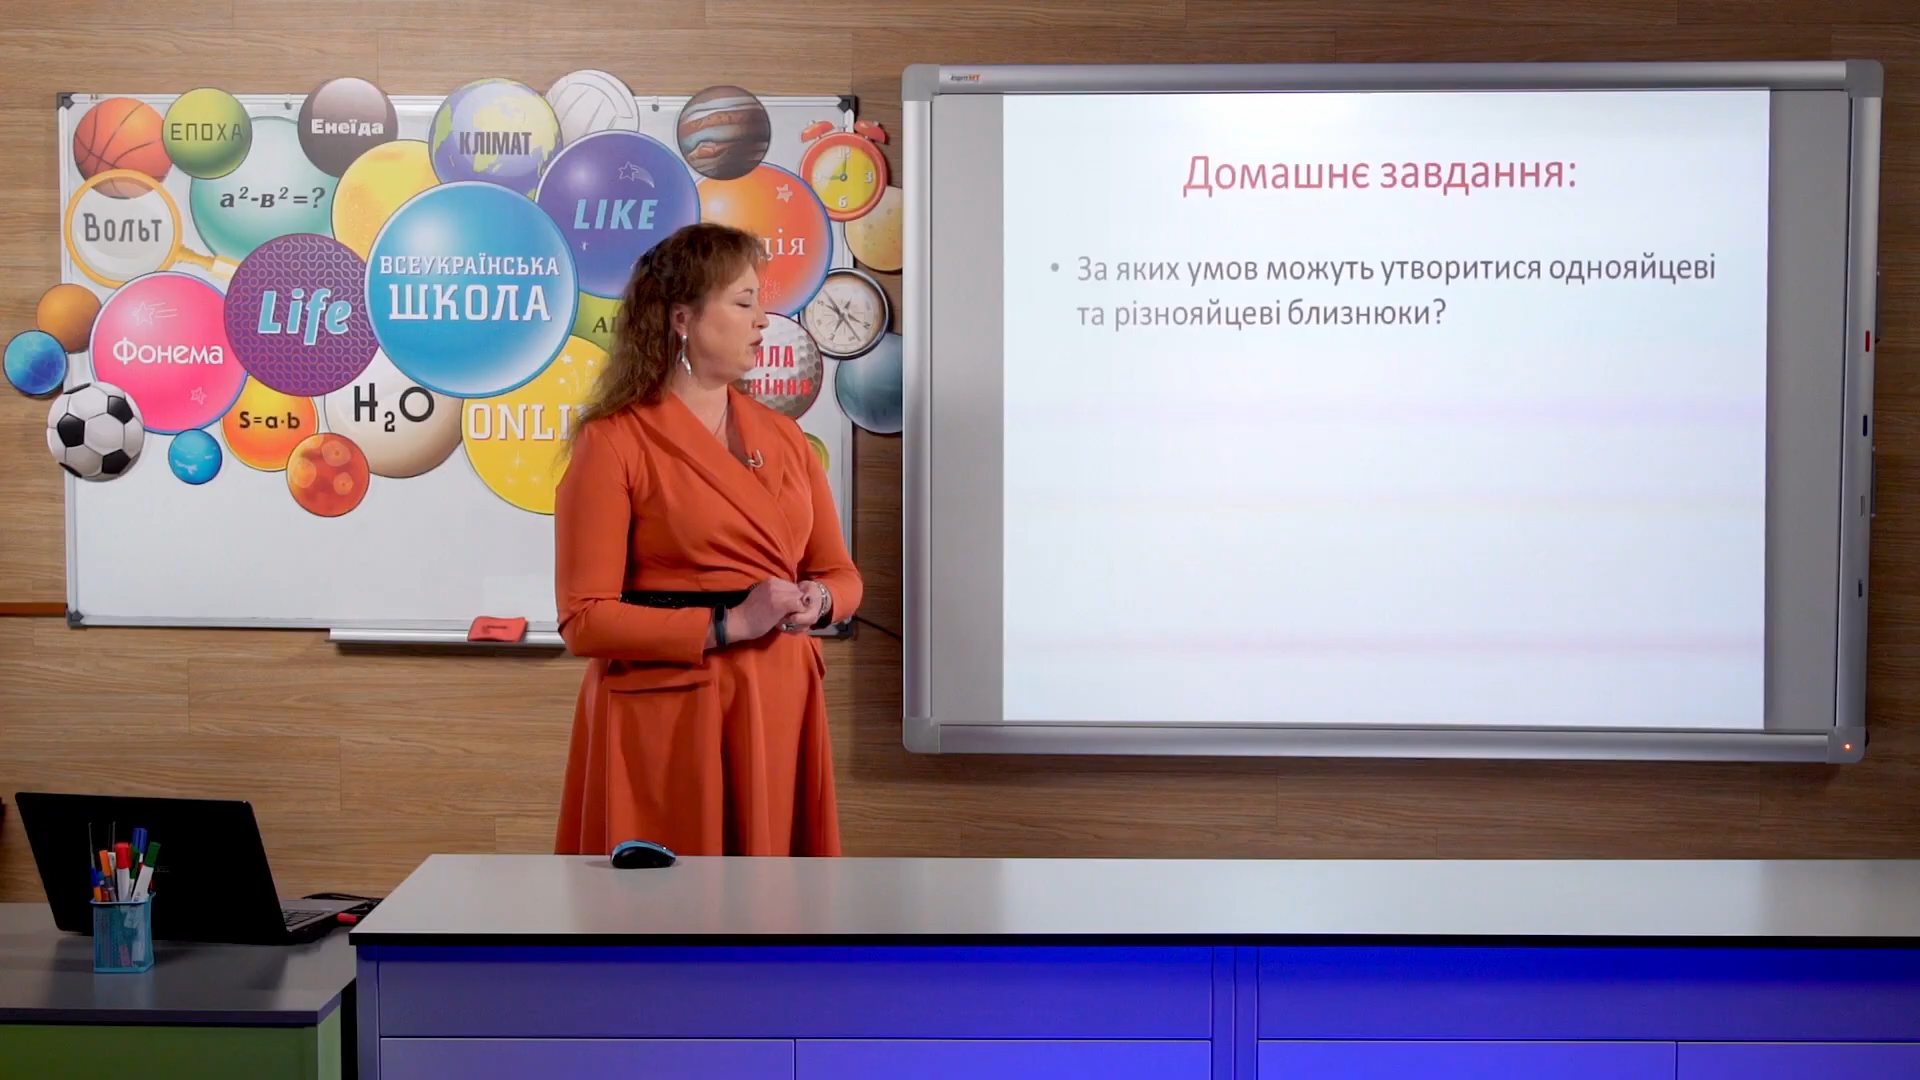 ЕПОХА
Енеїда
КЛІМАТ
a²-в²=?
Вольт
LIKE
ВСЕУКРАЇНСЬКА
ШКОЛА
Life
Фонема
H₂O
S=a·b
Домашнє завдання:
• За яких умов можуть утворитися однояйцеві
та різнояйцеві близнюки?